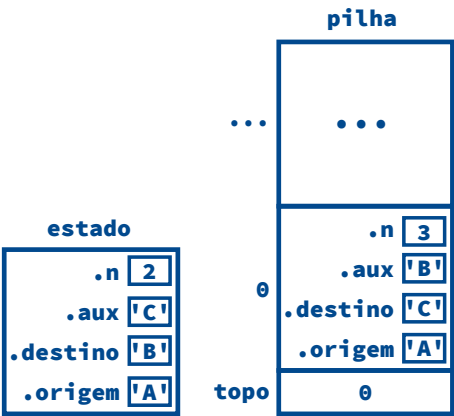 pilha
... ...
estado
.n 2
.aux 'C'
.destino 'B'
.origem 'A'
0
.n 3
.aux 'B'
.destino 'C'
.origem 'A'
topo 0